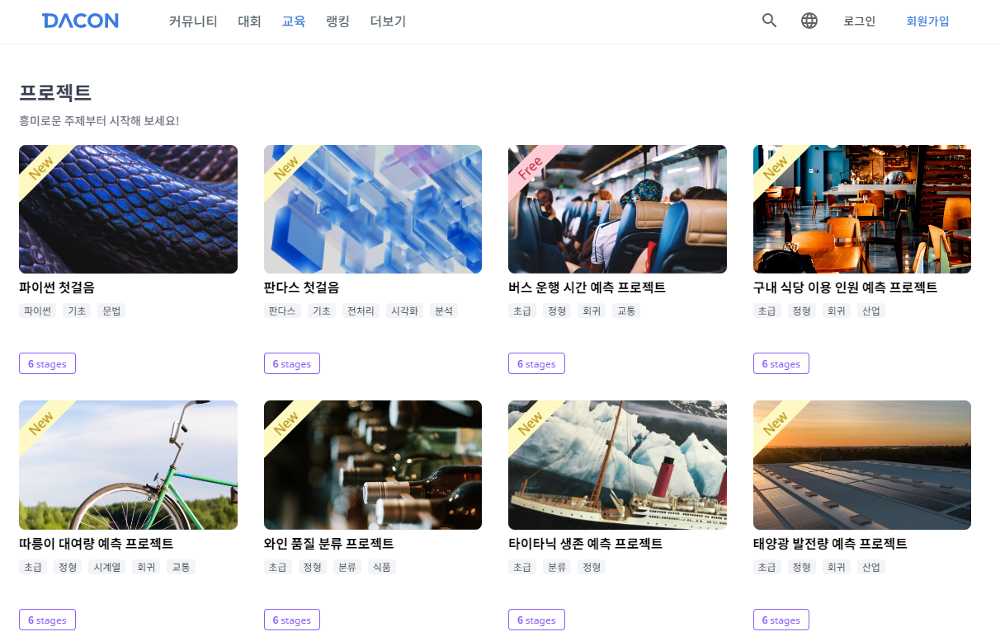 DACON 커뮤니티 대회 교육 랭킹 더보기 로그인 회원가입
프로젝트
흥미로운 주제부터 시작해 보세요!
New New Free New
파이썬 첫걸음 판다스 첫걸음 버스 운행 시간 예측 프로젝트 구내 식당 이용 인원 예측 프로젝트
파이썬 기초 문법 판다스 기초 전처리 시각화 분석 초급 정형 회귀 교통 초급 정형 회귀 산업
6 stages 6 stages 6 stages 6 stages
New New New New
따릉이 대여량 예측 프로젝트 와인 품질 분류 프로젝트 타이타닉 생존 예측 프로젝트 태양광 발전량 예측 프로젝트
초급 정형 시계열 회귀 교통 초급 정형 분류 식품 초급 분류 정형 초급 정형 회귀 산업
6 stages 6 stages 6 stages 6 stages